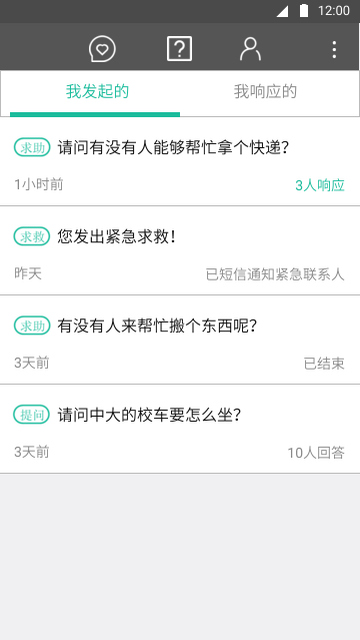 12:00
我发起的 我响应的
求助 请问有没有人能够帮忙拿个快递？
1小时前 3人响应
求救 您发出紧急求救！
昨天 已短信通知紧急联系人
求助 有没有人来帮忙搬个东西呢？
3天前 已结束
提问 请问中大的校车要怎么坐？
3天前 10人回答